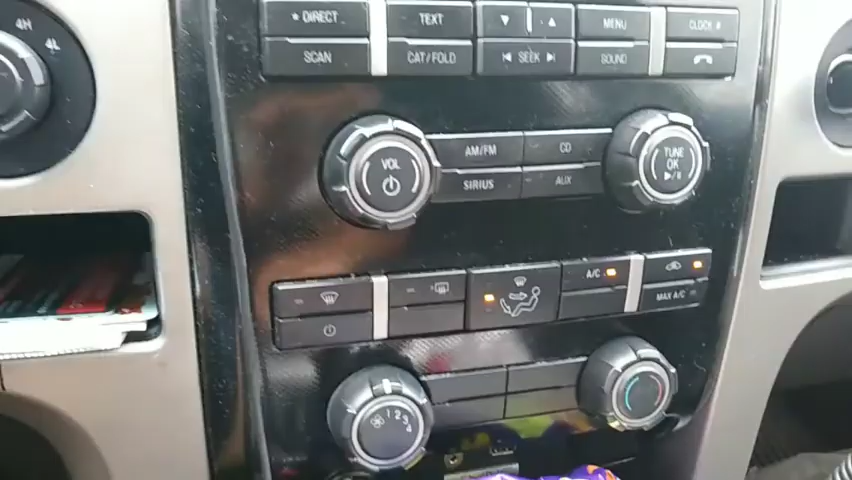 4H
4L
DIRECT
TEXT
MENU
CLOCK
SCAN
CAT/FOLD
SEEK
SOUND
VOL
AM/FM
CD
SIRIUS
AUX
TUNE
OK
A/C
MAX A/C
1 2 3 4